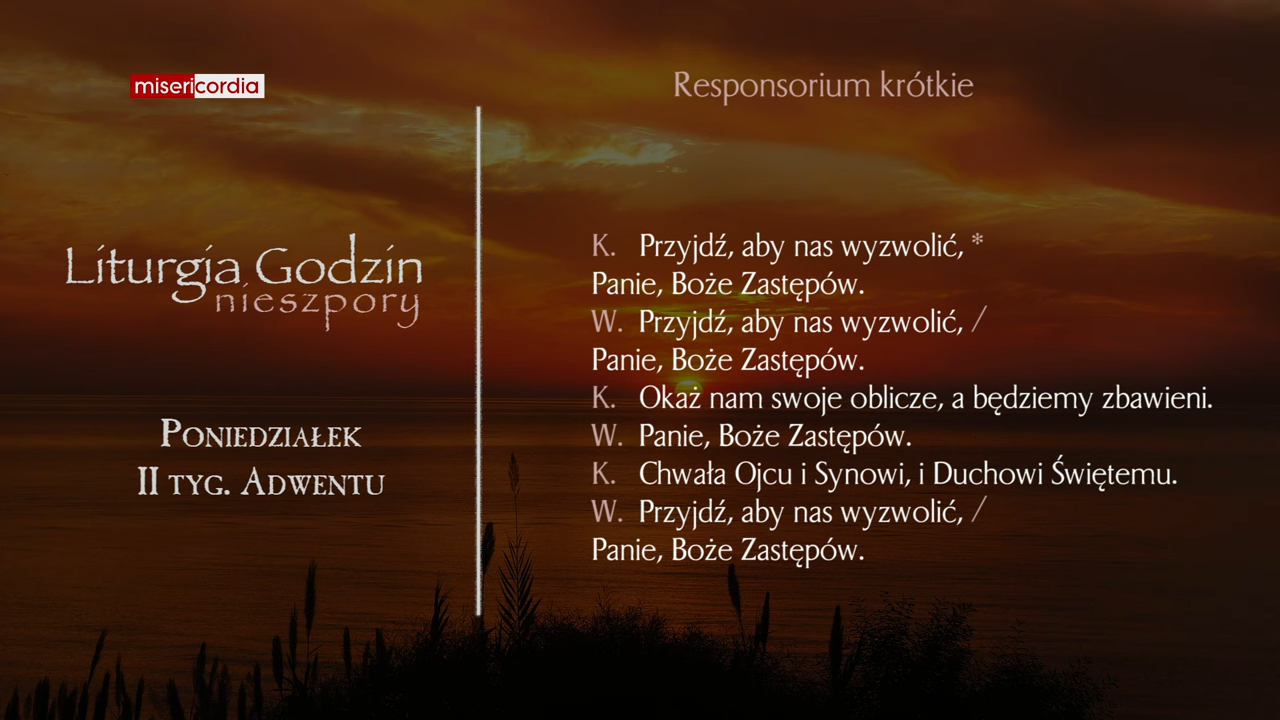 misericordia
Liturgia Godzin
nieszpory
Poniedziałek
II tyg. Adwentu
Responsorium krótkie
K. Przyjdź, aby nas wyzwolić, *
Panie, Boże Zastępów.
W. Przyjdź, aby nas wyzwolić, /
Panie, Boże Zastępów.
K. Okaż nam swoje oblicze, a będziemy zbawieni.
W. Panie, Boże Zastępów.
K. Chwała Ojcu i Synowi, i Duchowi Świętemu.
W. Przyjdź, aby nas wyzwolić, /
Panie, Boże Zastępów.